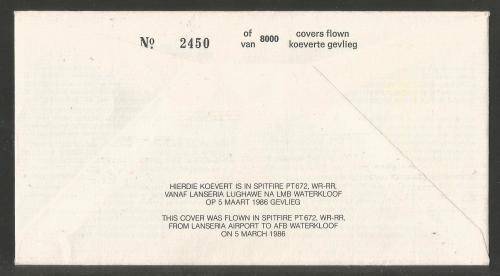 No 2450 of 8000 covers flown
van koeverte gevlieg
HIERDIE KOEVERT IS IN SPITFIRE PT672, WR-RR,
VANAF LANSERIA LUGHAWE NA LMB WATERKLOOF
OP 5 MAART 1986 GEVLIEG
THIS COVER WAS FLOWN IN SPITFIRE PT672, WR-RR,
FROM LANSERIA AIRPORT TO AFB WATERKLOOF
ON 5 MARCH 1986